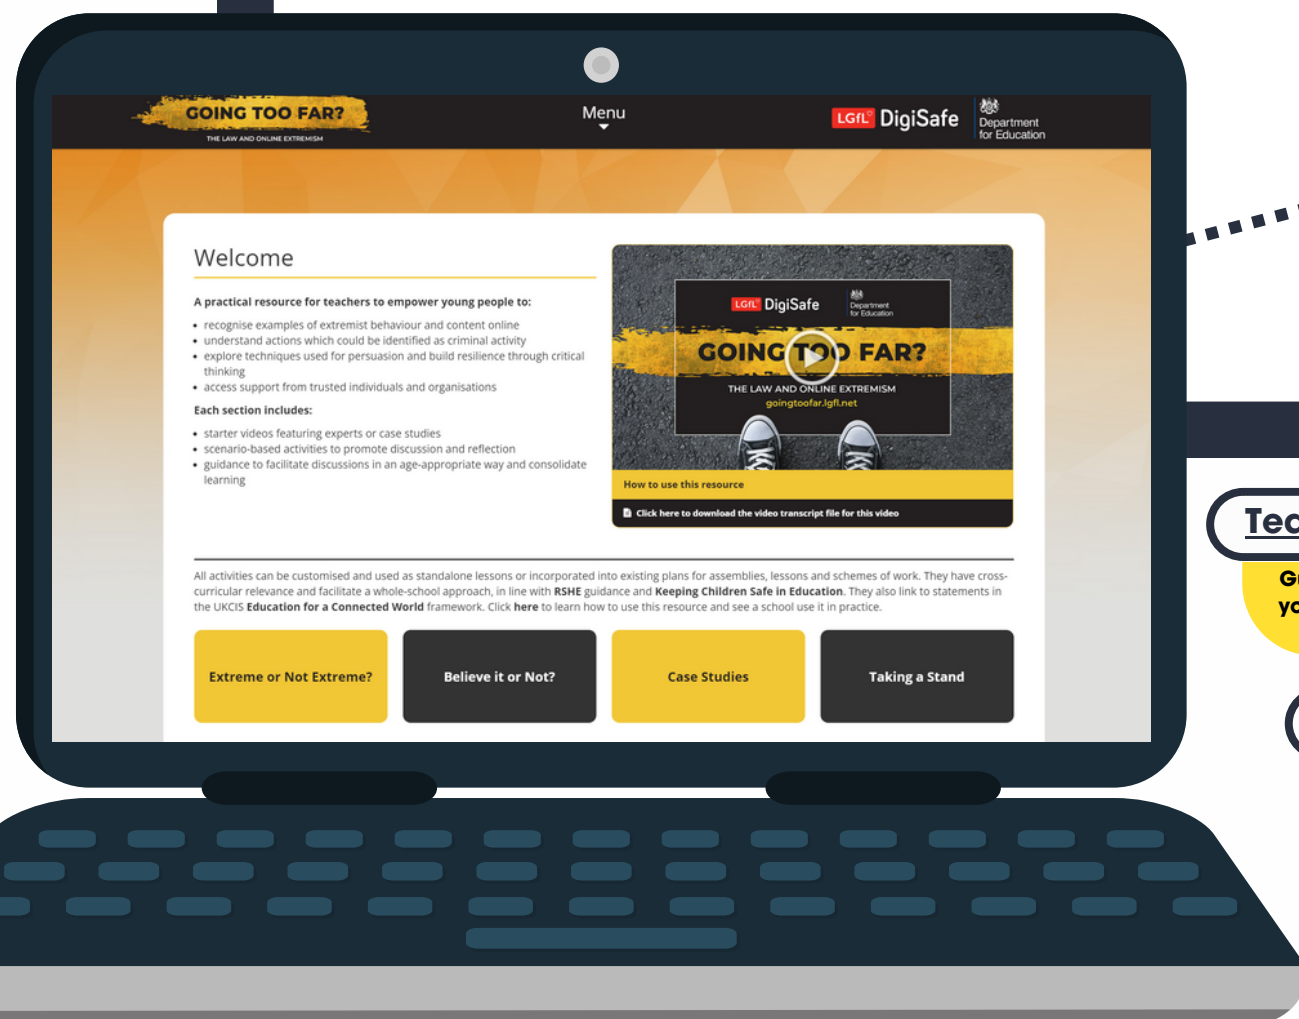 GOING TOO FAR?
THE LAW AND ONLINE EXTREMISM
Menu
LGfL DigiSafe
Department
for Education
Welcome
A practical resource for teachers to empower young people to:
• recognise examples of extremist behaviour and content online
• understand actions which could be identified as criminal activity
• explore techniques used for persuasion and build resilience through critical
thinking
• access support from trusted individuals and organisations
Each section includes:
• starter videos featuring experts or case studies
• scenario-based activities to promote discussion and reflection
• guidance to facilitate discussions in an age-appropriate way and consolidate
learning
LGfL DigiSafe
Department
for Education
GOING TOO FAR?
THE LAW AND ONLINE EXTREMISM
goingtoofar.lgfl.net
How to use this resource
Click here to download the video transcript file for this video
All activities can be customised and used as standalone lessons or incorporated into existing plans for assemblies, lessons and schemes of work. They have cross-
curricular relevance and facilitate a whole-school approach, in line with RSHE guidance and Keeping Children Safe in Education. They also link to statements in
the UKCIS Education for a Connected World framework. Click here to learn how to use this resource and see a school use it in practice.
Extreme or Not Extreme?
Believe it or Not?
Case Studies
Taking a Stand